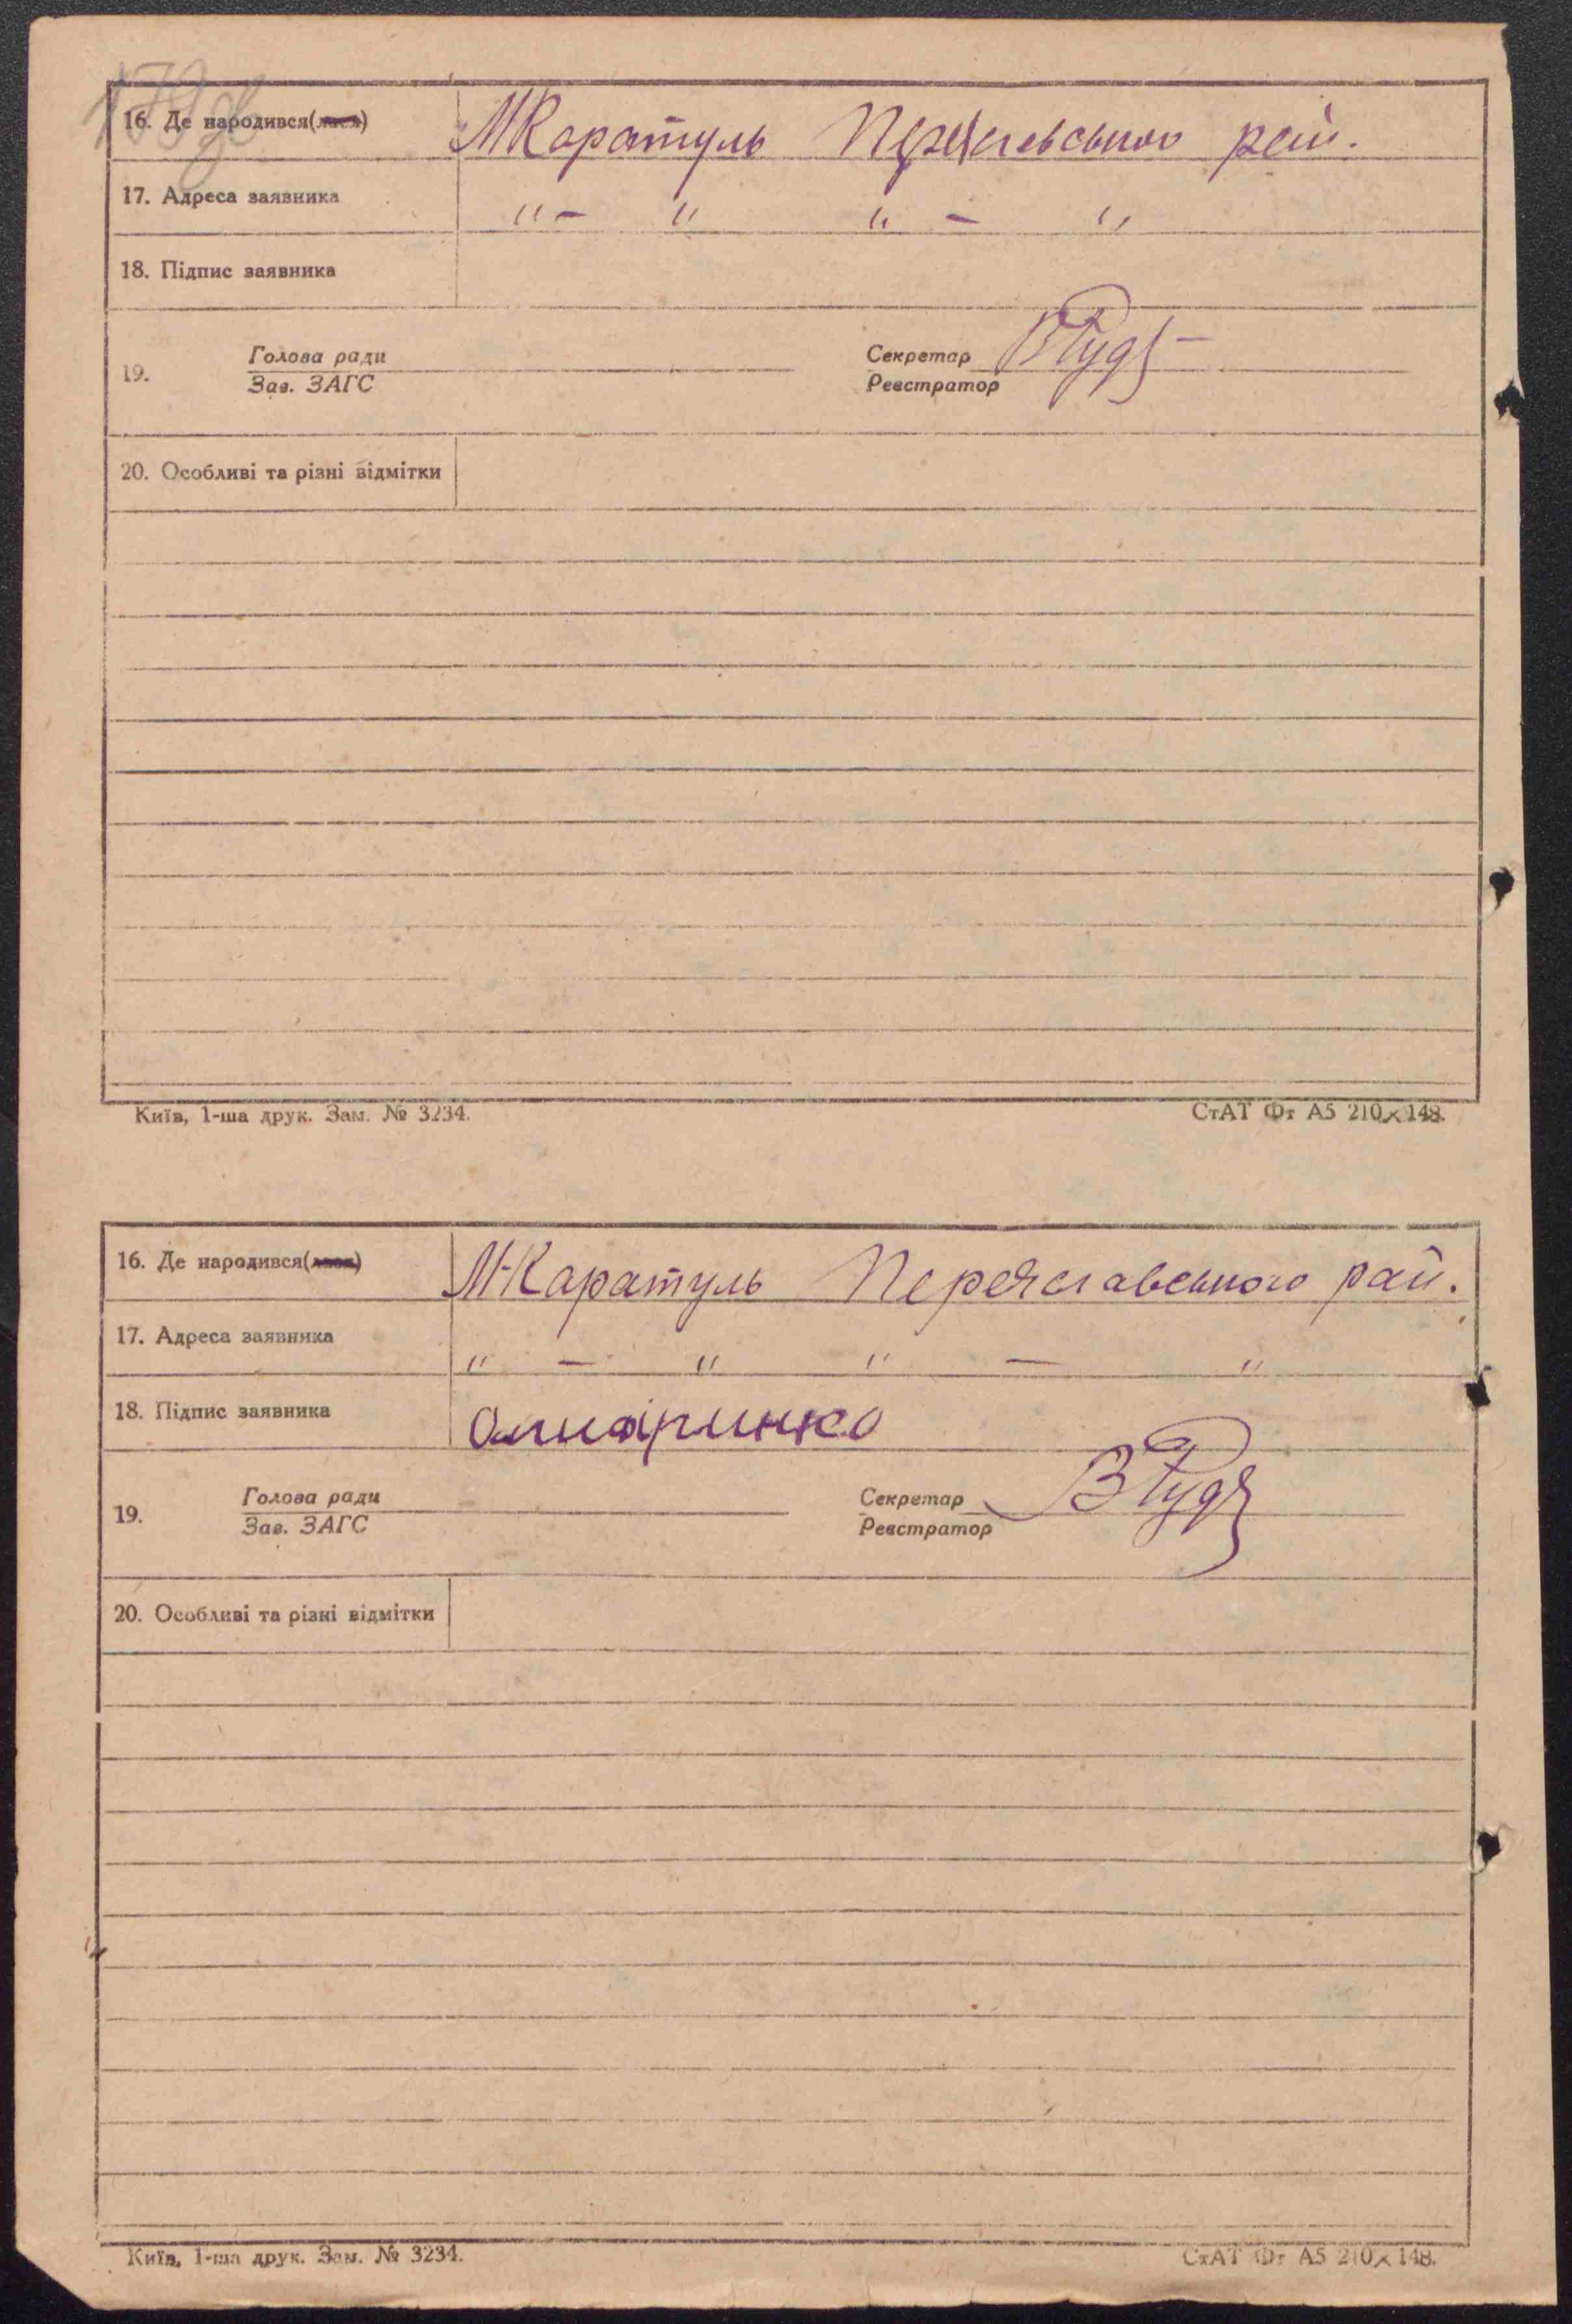 16. Де народився(лася) МКаратуль Переяславського рай.
17. Адреса заявника "- " " - "
18. Підпис заявника
19. Голова ради Секретар
Зав. ЗАГС Реєстратор
20. Особливі та різні відмітки
Київ, 1-ша друк. Зам. № 3234. СтАТ Фт А5 210×148.
16. Де народився(лася) М-Каратуль Переяславського рай.
17. Адреса заявника " - " " - "
18. Підпис заявника
19. Голова ради Секретар
Зав. ЗАГС Реєстратор
20. Особливі та різні відмітки
Київ, 1-ша друк. Зам. № 3234. СтАТ Фт А5 210×148.